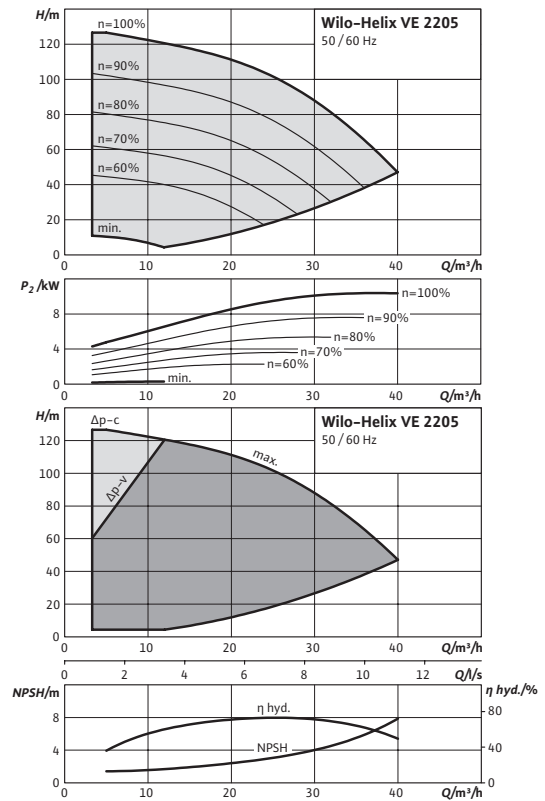 H/m
Wilo-Helix VE 2205
50 / 60 Hz
n=100%
n=90%
n=80%
n=70%
n=60%
min.
120
100
80
60
40
20
0
0 10 20 30 40 Q/m³/h
P₂ /kW
8
4
0
n=100%
n=90%
n=80%
n=70%
n=60%
min.
0 10 20 30 40 Q/m³/h
H/m
Wilo-Helix VE 2205
50 / 60 Hz
Δp-c
Δp-v
max.
120
100
80
60
40
20
0
0 10 20 30 40 Q/m³/h
0 2 4 6 8 10 12 Q/l/s
NPSH/m
η hyd./%
8
4
0
80
40
0
η hyd.
NPSH
0 10 20 30 40 Q/m³/h